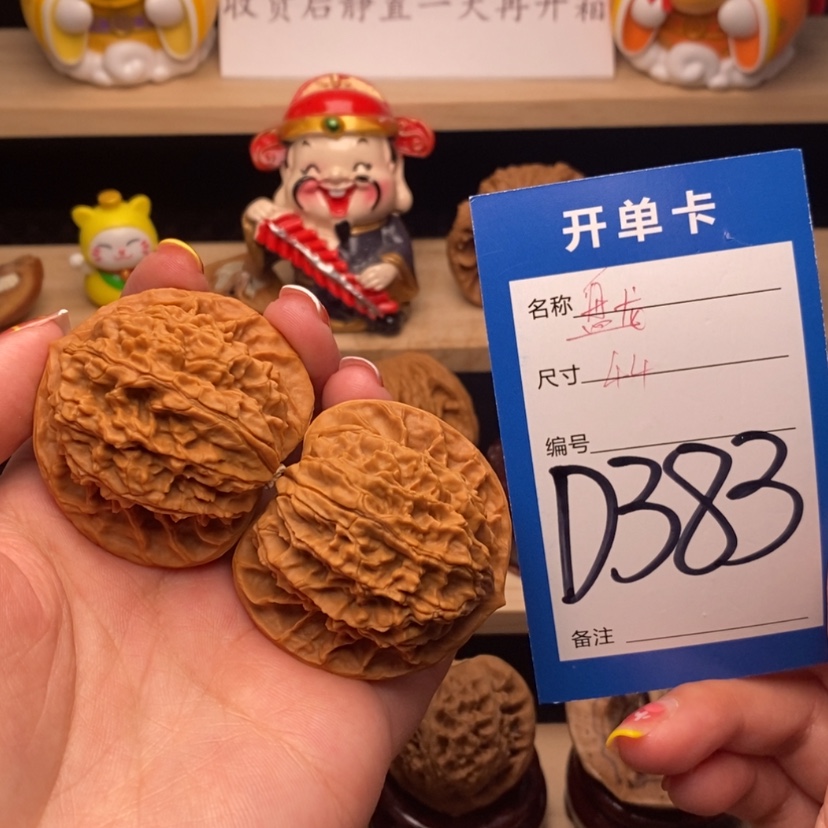 收货后静置一天再开箱
开单卡
名称 盘龙
尺寸 44
编号
D383
备注